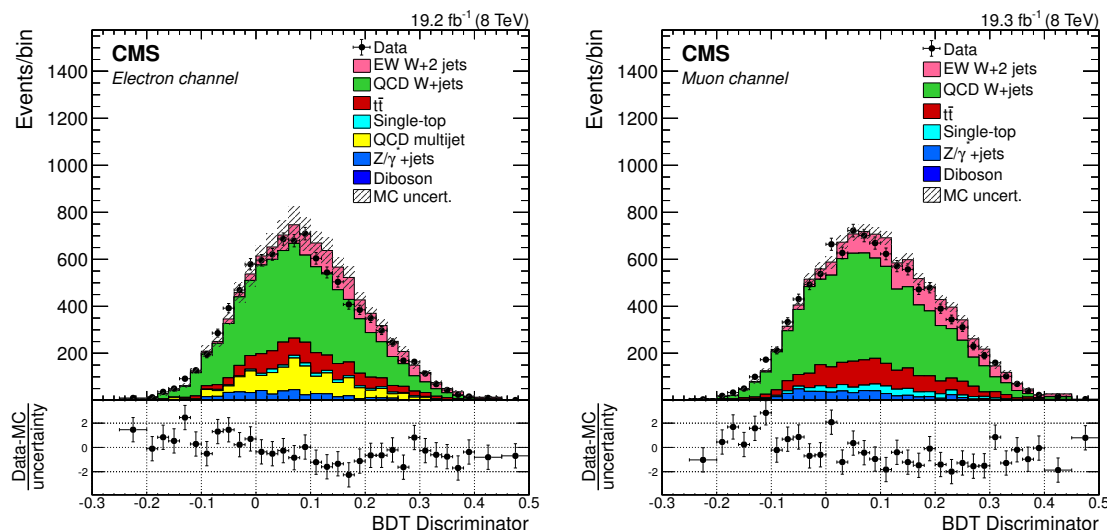 19.2 fb⁻¹ (8 TeV)
Events/bin
1400
1200
1000
800
600
400
200
CMS
Electron channel
Data
EW W+2 jets
QCD W+jets
tt̄
Single-top
QCD multijet
Z/γ* +jets
Diboson
MC uncert.
Data-MC
uncertainty
2
0
-2
-0.3 -0.2 -0.1 0 0.1 0.2 0.3 0.4 0.5
BDT Discriminator
19.3 fb⁻¹ (8 TeV)
Events/bin
1400
1200
1000
800
600
400
200
CMS
Muon channel
Data
EW W+2 jets
QCD W+jets
tt̄
Single-top
Z/γ* +jets
Diboson
MC uncert.
Data-MC
uncertainty
2
0
-2
-0.3 -0.2 -0.1 0 0.1 0.2 0.3 0.4 0.5
BDT Discriminator